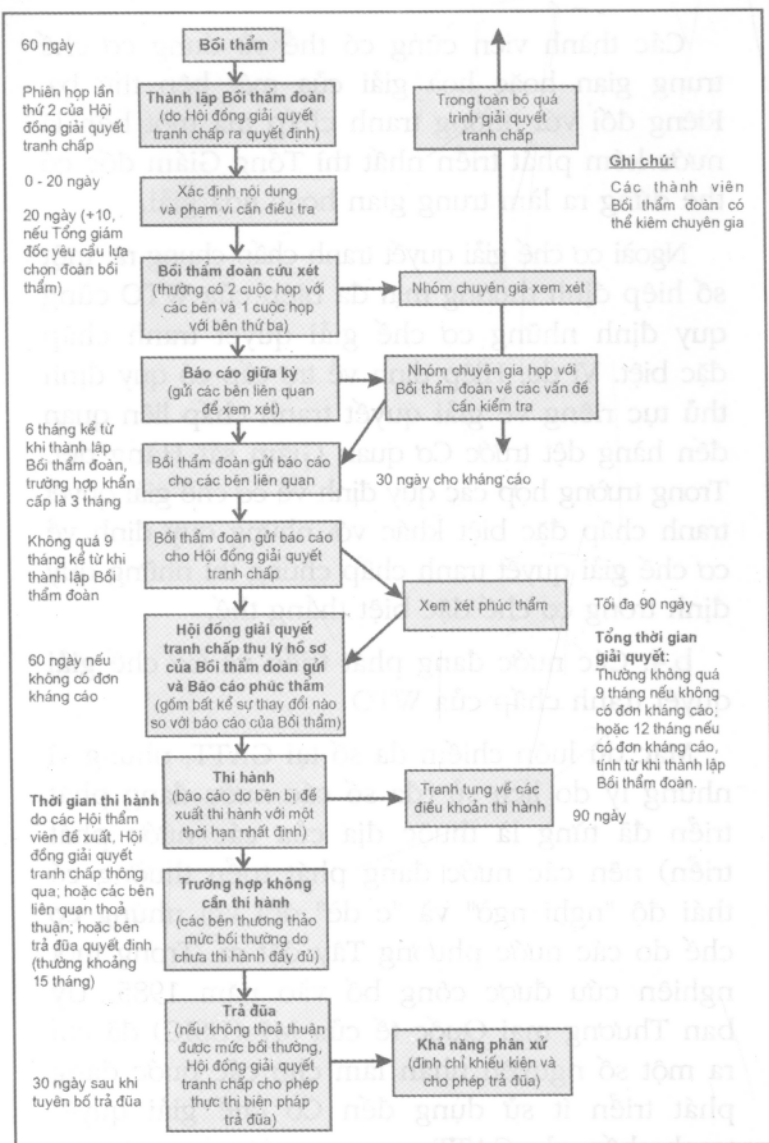 60 ngày
Bồi thẩm
Phiên họp lần
thứ 2 của Hội
đồng giải quyết
tranh chấp
Thành lập Bồi thẩm đoàn
(do Hội đồng giải quyết
tranh chấp ra quyết định)
Trong toàn bộ quá
trình giải quyết
tranh chấp
Ghi chú:
Các thành viên
Bồi thẩm đoàn có
thể kiêm chuyên gia
0 - 20 ngày
Xác định nội dung
và phạm vi cần điều tra
20 ngày (+10,
nếu Tổng giám
đốc yêu cầu lựa
chọn đoàn bồi
thẩm)
Bồi thẩm đoàn cứu xét
(thường có 2 cuộc họp với
các bên và 1 cuộc họp
với bên thứ ba)
Nhóm chuyên gia xem xét
Báo cáo giữa kỳ
(gửi các bên liên quan
để xem xét)
Nhóm chuyên gia họp với
Bồi thẩm đoàn về các vấn đề
cần kiểm tra
6 tháng kể từ
khi thành lập
Bồi thẩm đoàn,
trường hợp khẩn
cấp là 3 tháng
Bồi thẩm đoàn gửi báo cáo
cho các bên liên quan
30 ngày cho kháng cáo
Không quá 9
tháng kể từ khi
thành lập Bồi
thẩm đoàn
Bồi thẩm đoàn gửi báo cáo
cho Hội đồng giải quyết
tranh chấp
Xem xét phúc thẩm
Tối đa 90 ngày
60 ngày nếu
không có đơn
kháng cáo
Hội đồng giải quyết
tranh chấp thụ lý hồ sơ
của Bồi thẩm đoàn gửi
và Báo cáo phúc thẩm
(gồm bất kể sự thay đổi nào
so với báo cáo của Bồi thẩm)
Tổng thời gian
giải quyết:
Thường không quá
9 tháng nếu không
có đơn kháng cáo;
hoặc 12 tháng nếu
có đơn kháng cáo,
tính từ khi thành lập
Bồi thẩm đoàn.
Thi hành
(báo cáo do bên bị đề
xuất thi hành với một
thời hạn nhất định)
Tranh tụng về các
điều khoản thi hành
90 ngày
Thời gian thi hành
do các Hội thẩm
viên đề xuất, Hội
đồng giải quyết
tranh chấp thông
qua; hoặc các bên
liên quan thoả
thuận; hoặc bên
trả đũa quyết định
(thường khoảng
15 tháng)
Trường hợp không
cần thi hành
(các bên thương thảo
mức bồi thường do
chưa thi hành đầy đủ)
Trả đũa
(nếu không thoả thuận
được mức bồi thường,
Hội đồng giải quyết
tranh chấp cho phép
thực thi biện pháp
trả đũa)
Khả năng phân xử
(định chỉ khiếu kiện và
cho phép trả đũa)
30 ngày sau khi
tuyên bố trả đũa